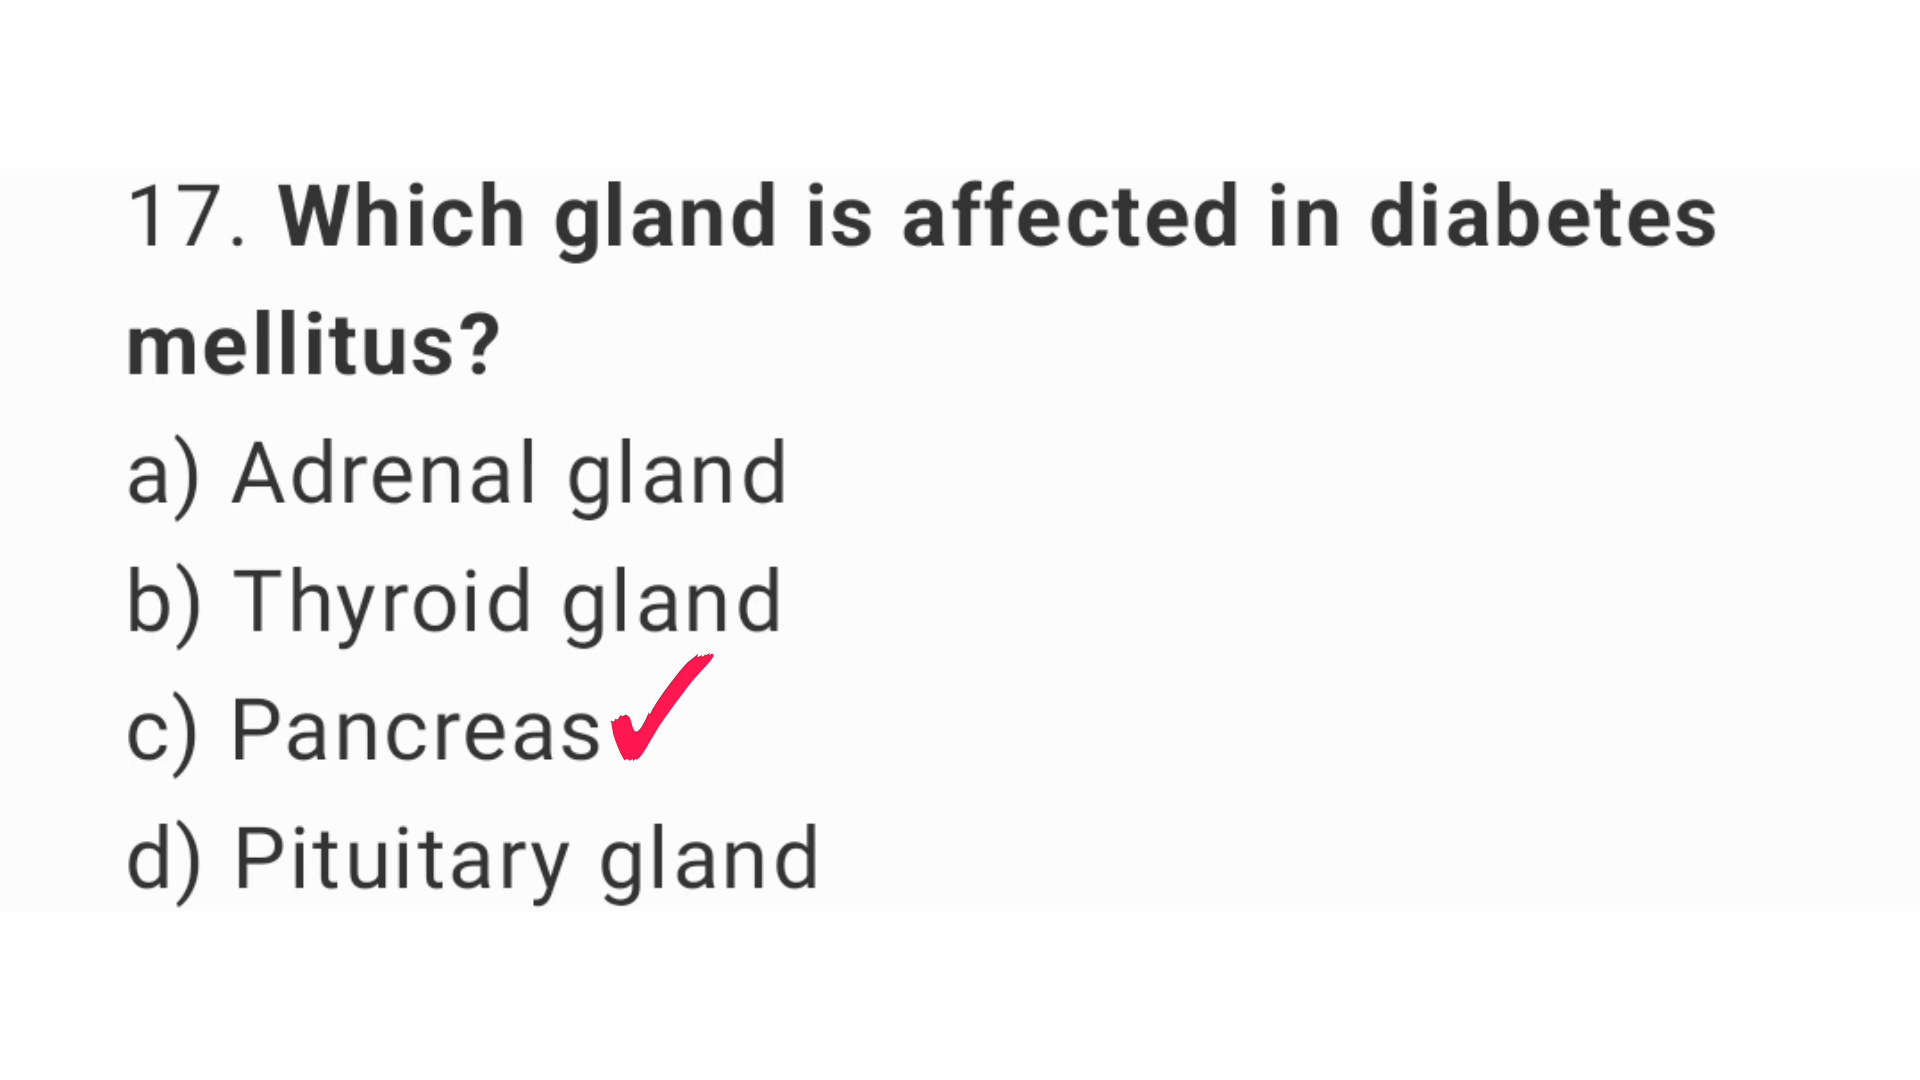 17. Which gland is affected in diabetes
mellitus?
a) Adrenal gland
b) Thyroid gland
c) Pancreas
d) Pituitary gland